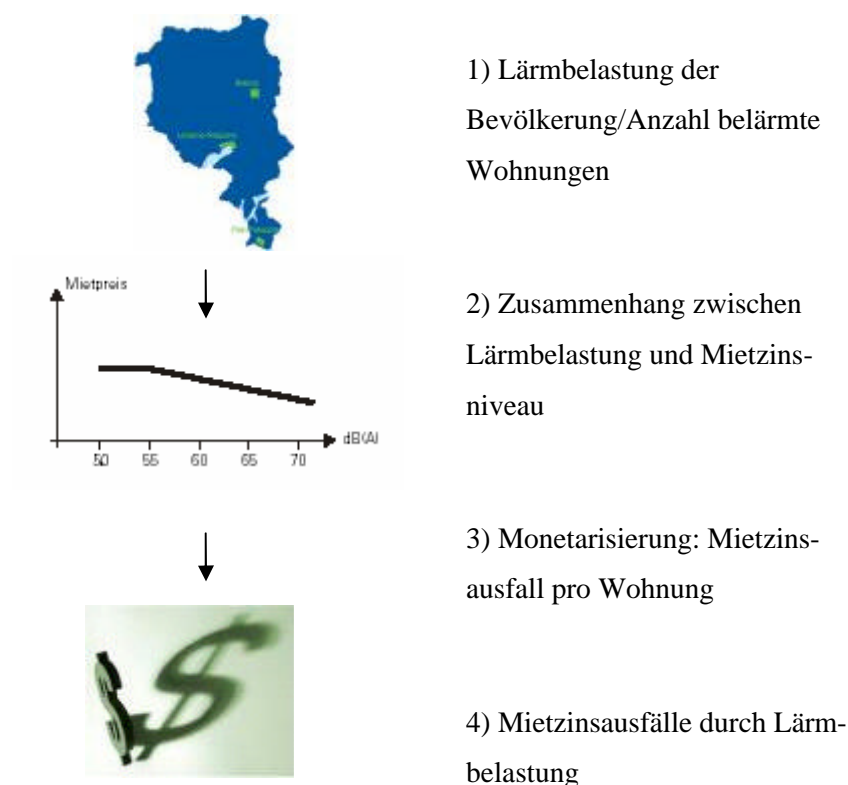 1) Lärmbelastung der
Bevölkerung/Anzahl belärmte
Wohnungen
Mietpreis
dB(A)
50 55 60 65 70
2) Zusammenhang zwischen
Lärmbelastung und Mietzins-
niveau
3) Monetarisierung: Mietzins-
ausfall pro Wohnung
4) Mietzinsausfälle durch Lärm-
belastung